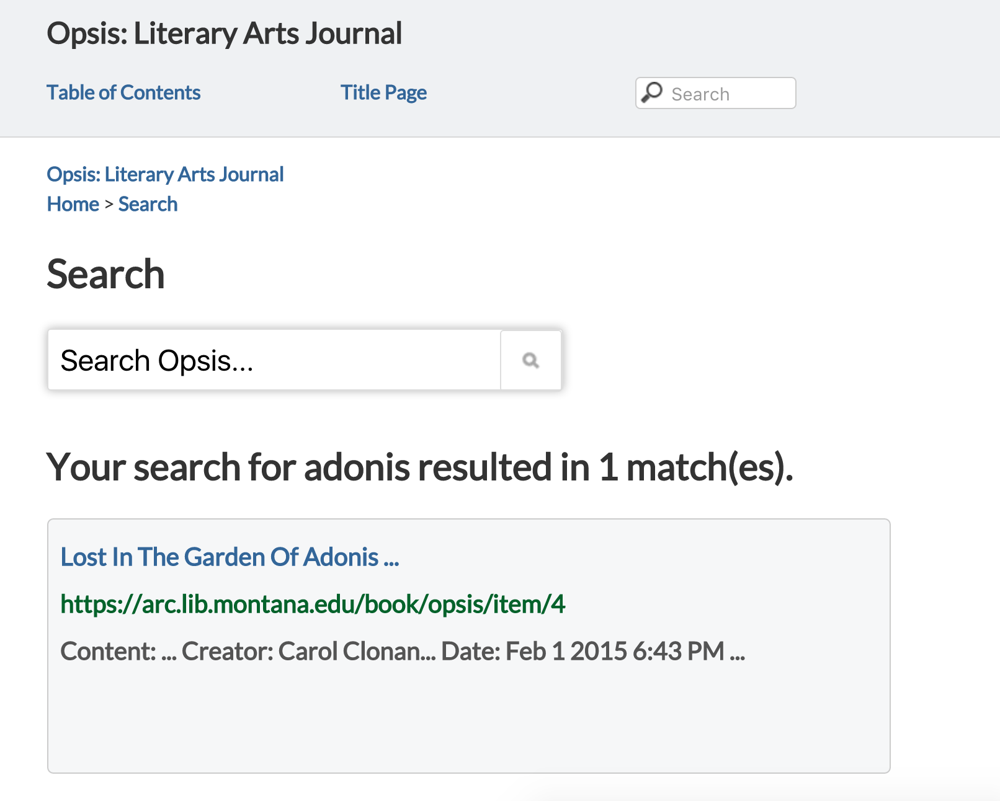 Opsis: Literary Arts Journal
Table of Contents Title Page Search
Opsis: Literary Arts Journal
Home > Search
Search
Search Opsis...
Your search for adonis resulted in 1 match(es).
Lost In The Garden Of Adonis ...
https://arc.lib.montana.edu/book/opsis/item/4
Content: ... Creator: Carol Clonan... Date: Feb 1 2015 6:43 PM ...